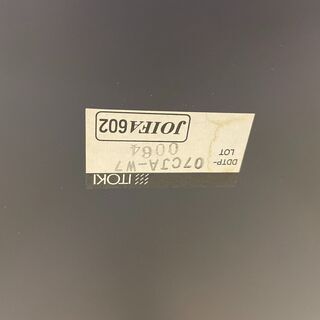 ITOKI
DDTP- 07CJA-W7
LOT 0064
JOIFA602